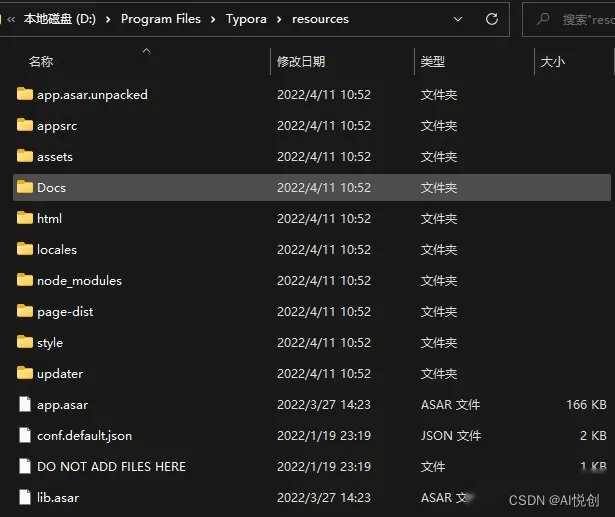 « 本地磁盘 (D:) › Program Files › Typora › resources 搜索"reso
名称 修改日期 类型 大小
app.asar.unpacked 2022/4/11 10:52 文件夹
appsrc 2022/4/11 10:52 文件夹
assets 2022/4/11 10:52 文件夹
Docs 2022/4/11 10:52 文件夹
html 2022/4/11 10:52 文件夹
locales 2022/4/11 10:52 文件夹
node_modules 2022/4/11 10:52 文件夹
page-dist 2022/4/11 10:52 文件夹
style 2022/4/11 10:52 文件夹
updater 2022/4/11 10:52 文件夹
app.asar 2022/3/27 14:23 ASAR 文件 166 KB
conf.default.json 2022/1/19 23:19 JSON 文件 2 KB
DO NOT ADD FILES HERE 2022/1/19 23:19 文件 1 KB
lib.asar 2022/3/27 14:23 ASAR
CSDN @AI悦创